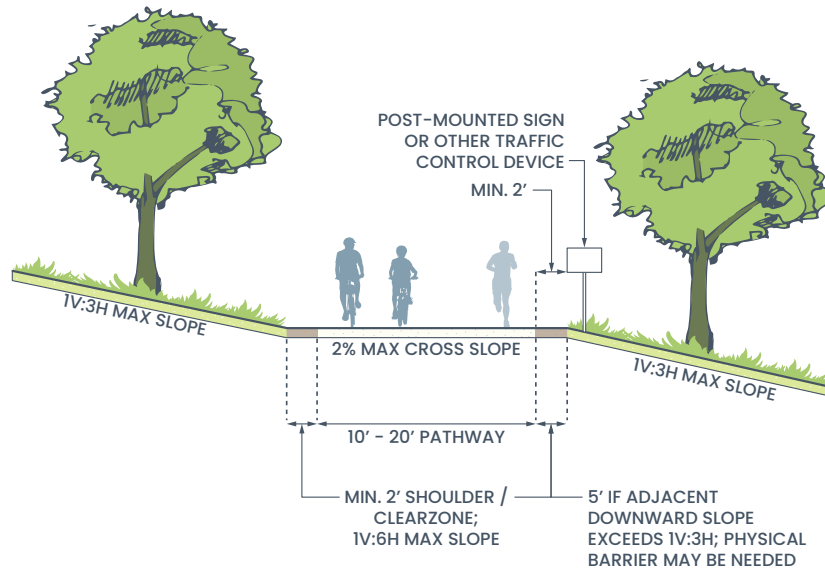 POST-MOUNTED SIGN
OR OTHER TRAFFIC
CONTROL DEVICE
MIN. 2’
1V:3H MAX SLOPE
2% MAX CROSS SLOPE
1V:3H MAX SLOPE
10’ - 20’ PATHWAY
MIN. 2’ SHOULDER /
CLEARZONE;
1V:6H MAX SLOPE
5’ IF ADJACENT
DOWNWARD SLOPE
EXCEEDS 1V:3H; PHYSICAL
BARRIER MAY BE NEEDED